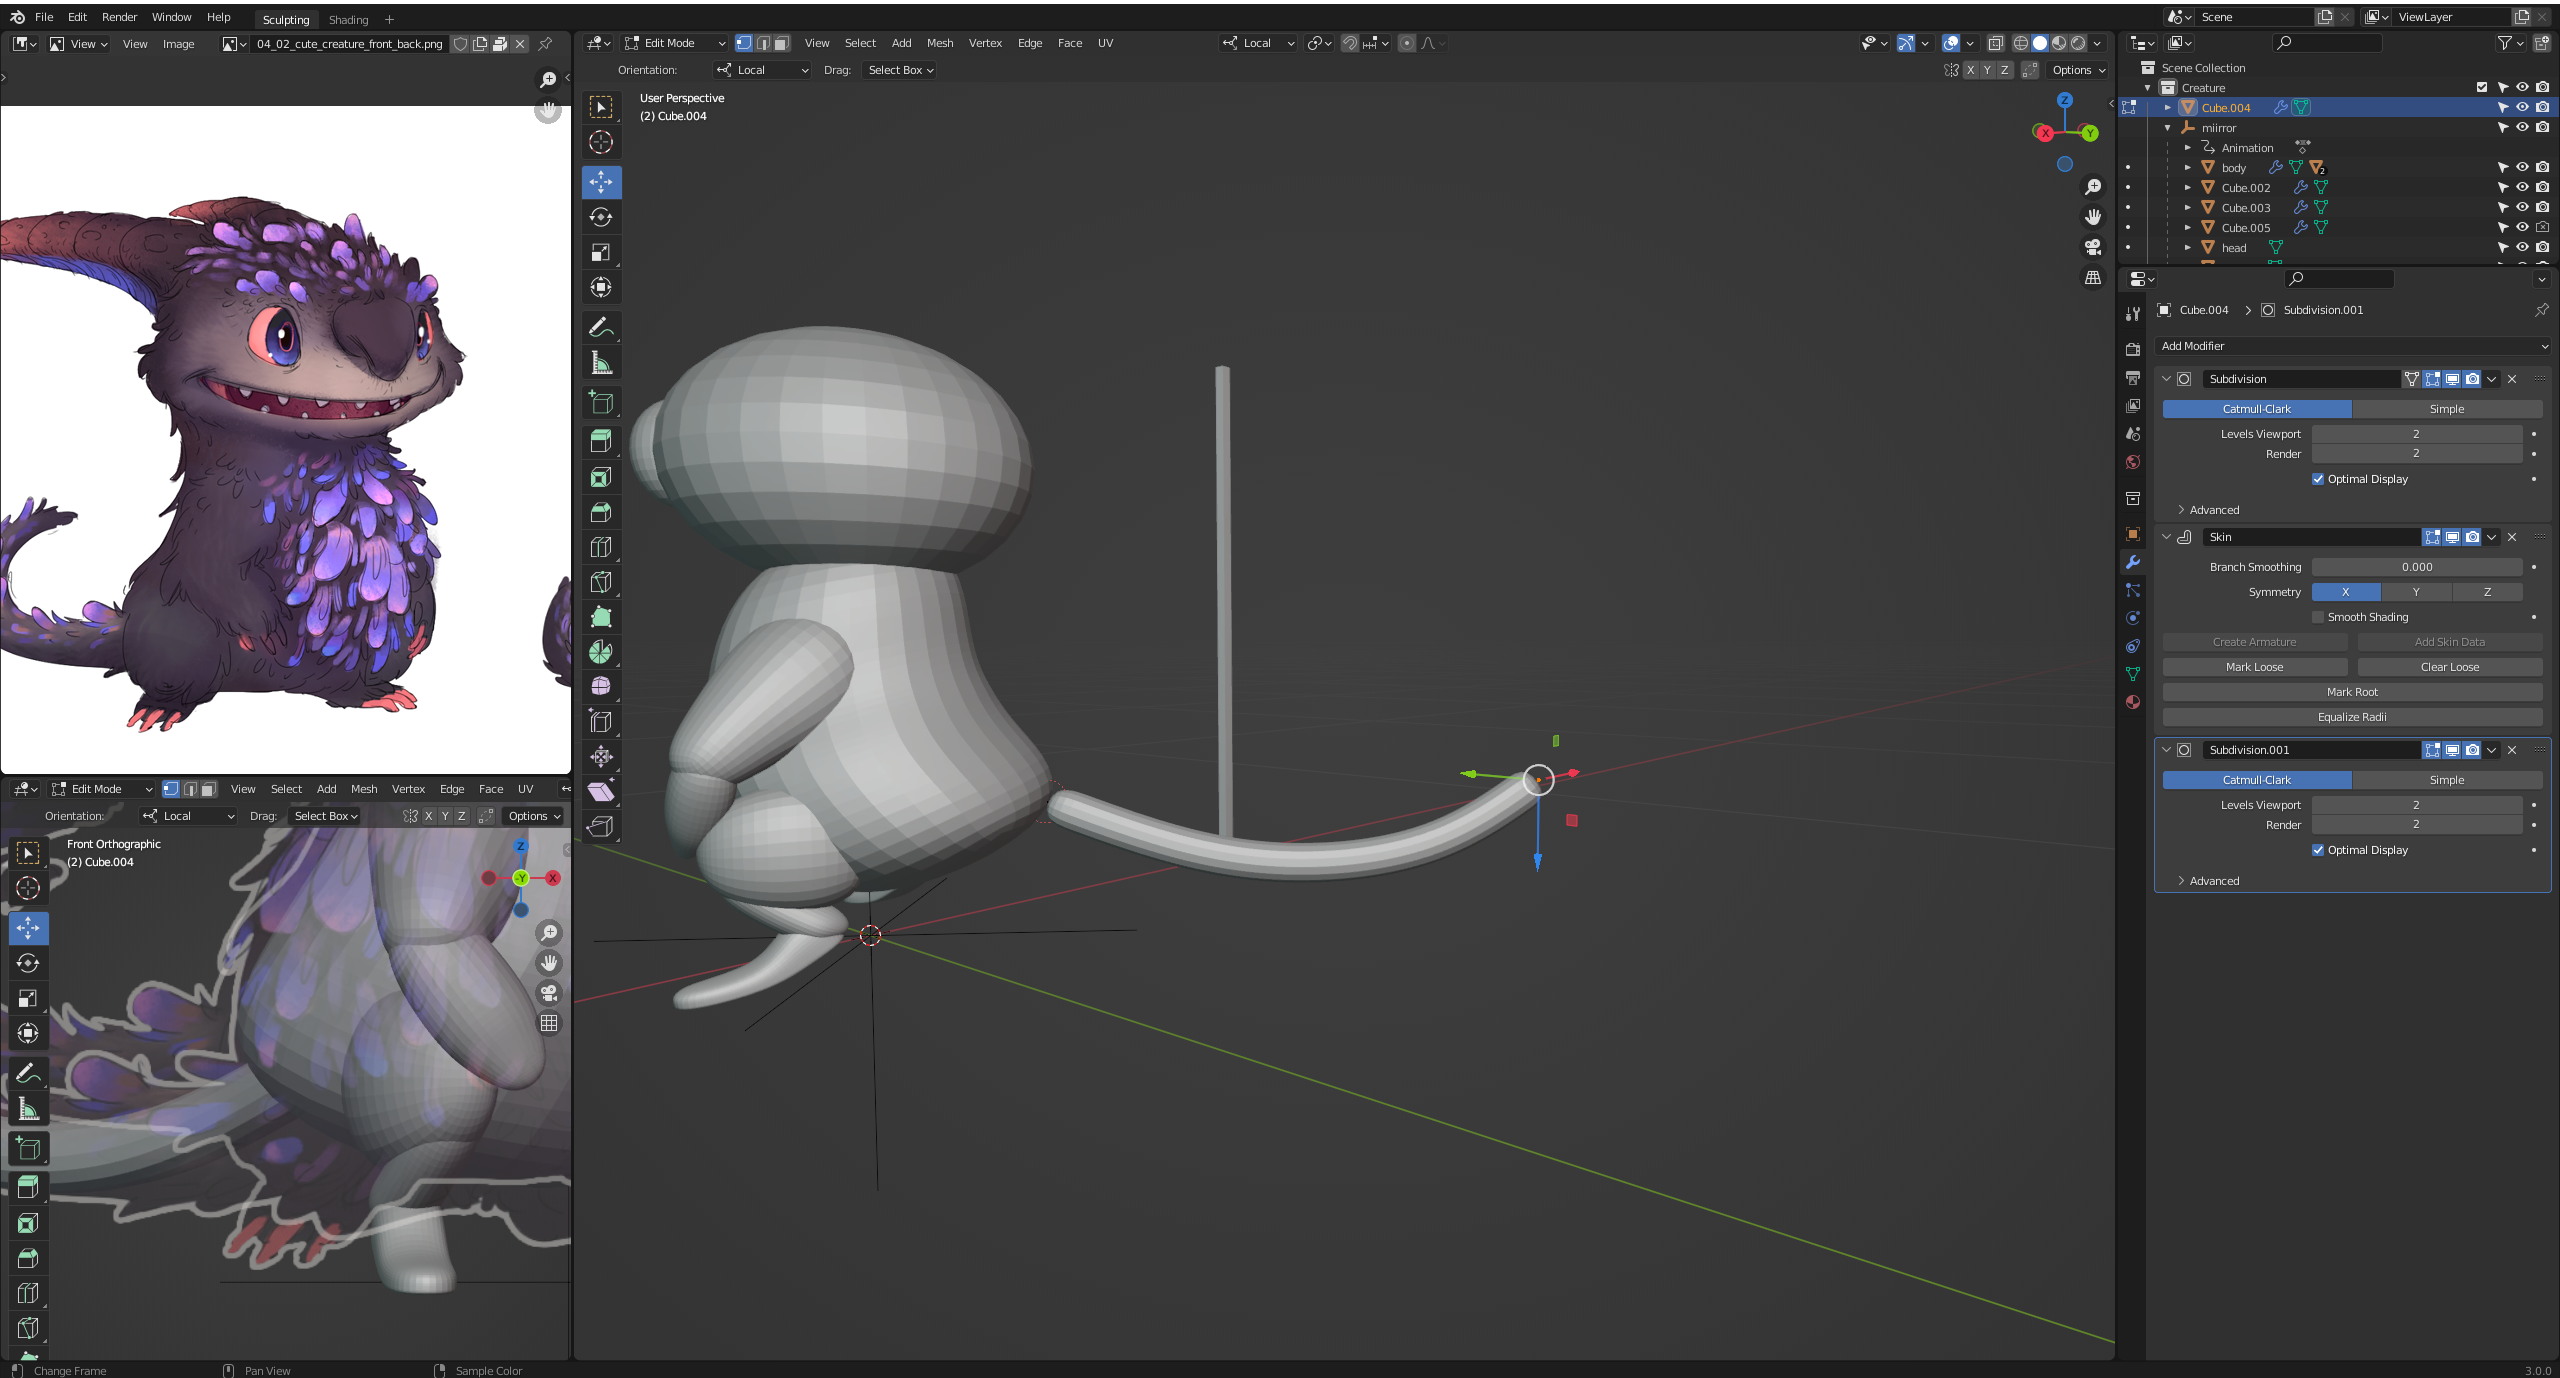 File Edit Render Window Help Sculpting Shading + Scene ViewLayer
View View Image 04_02_cute_creature_front_back.png
Edit Mode View Select Add Mesh Vertex Edge Face UV Local
Orientation: Local Drag: Select Box X Y Z Options
User Perspective
(2) Cube.004
Z
X
Y
Scene Collection
Creature
Cube.004
miirror
Animation
body 2
Cube.002
Cube.003
Cube.005
head
Cube.004 > Subdivision.001
Add Modifier
Subdivision
Catmull-Clark Simple
Levels Viewport 2
Render 2
Optimal Display
Advanced
Skin
Branch Smoothing 0.000
Symmetry X Y Z
Smooth Shading
Create Armature Add Skin Data
Mark Loose Clear Loose
Mark Root
Equalize Radii
Subdivision.001
Catmull-Clark Simple
Levels Viewport 2
Render 2
Optimal Display
Advanced
Edit Mode View Select Add Mesh Vertex Edge Face UV
Orientation: Local Drag: Select Box X Y Z Options
Front Orthographic
(2) Cube.004
Z
-Y X
Change Frame Pan View Sample Color 3.0.0